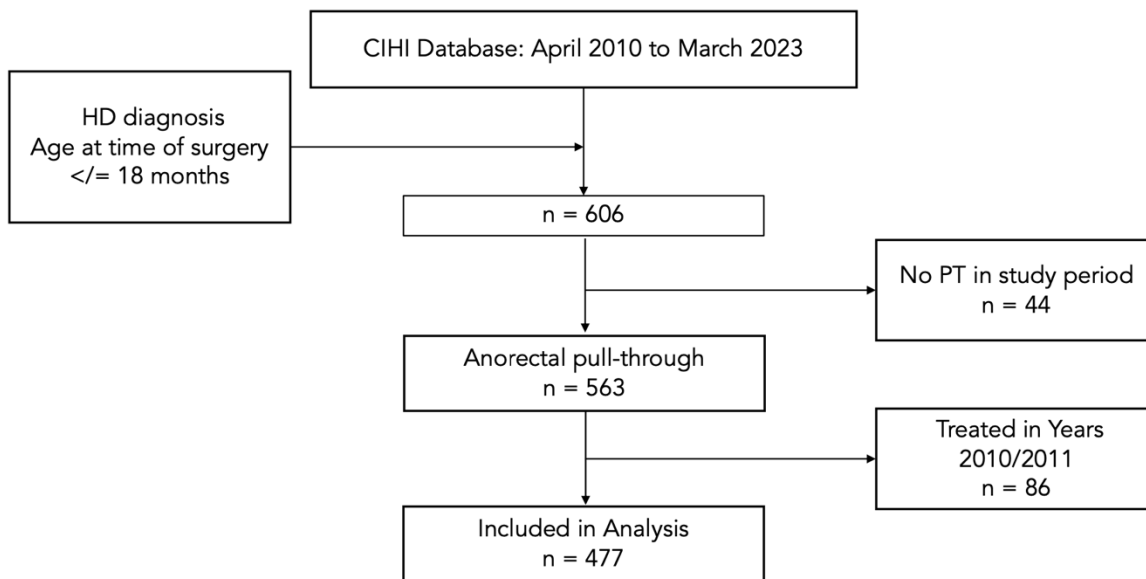 CIHI Database: April 2010 to March 2023
HD diagnosis
Age at time of surgery
</= 18 months
n = 606
No PT in study period
n = 44
Anorectal pull-through
n = 563
Treated in Years
2010/2011
n = 86
Included in Analysis
n = 477